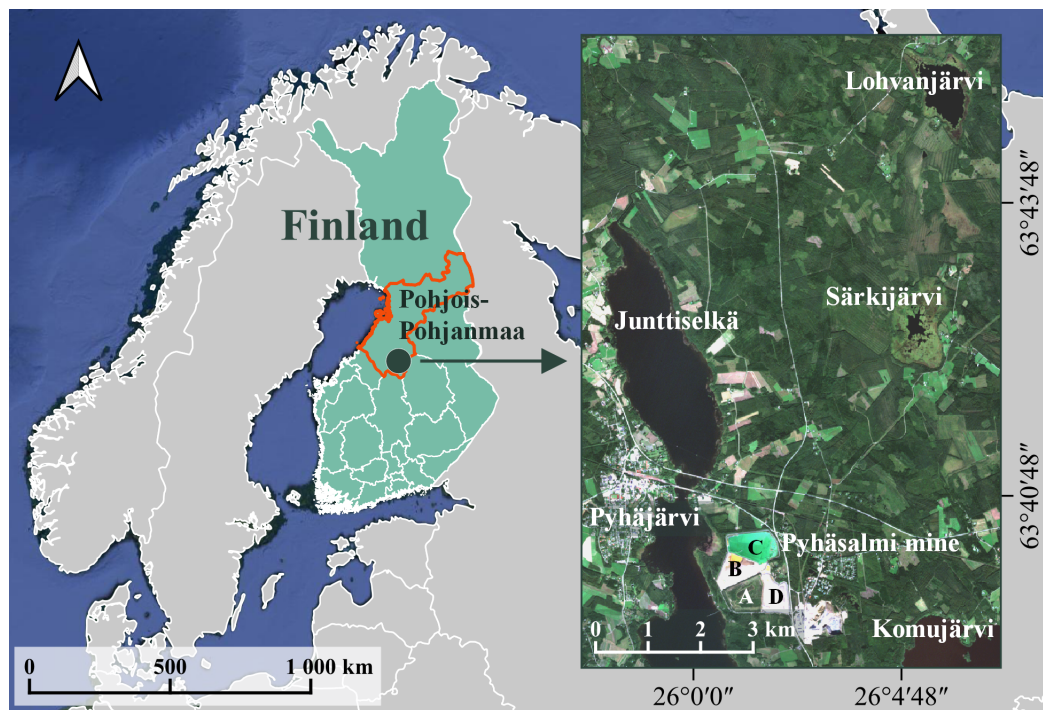 Finland
Pohjois-
Pohjanmaa
0 500 1 000 km
Lohvanjärvi
Särkijärvi
Junttiselkä
Pyhäjärvi
Pyhäsalmi mine
C
B
A
D
Komujärvi
0 1 2 3 km
63°43′48″
63°40′48″
26°0′0″
26°4′48″